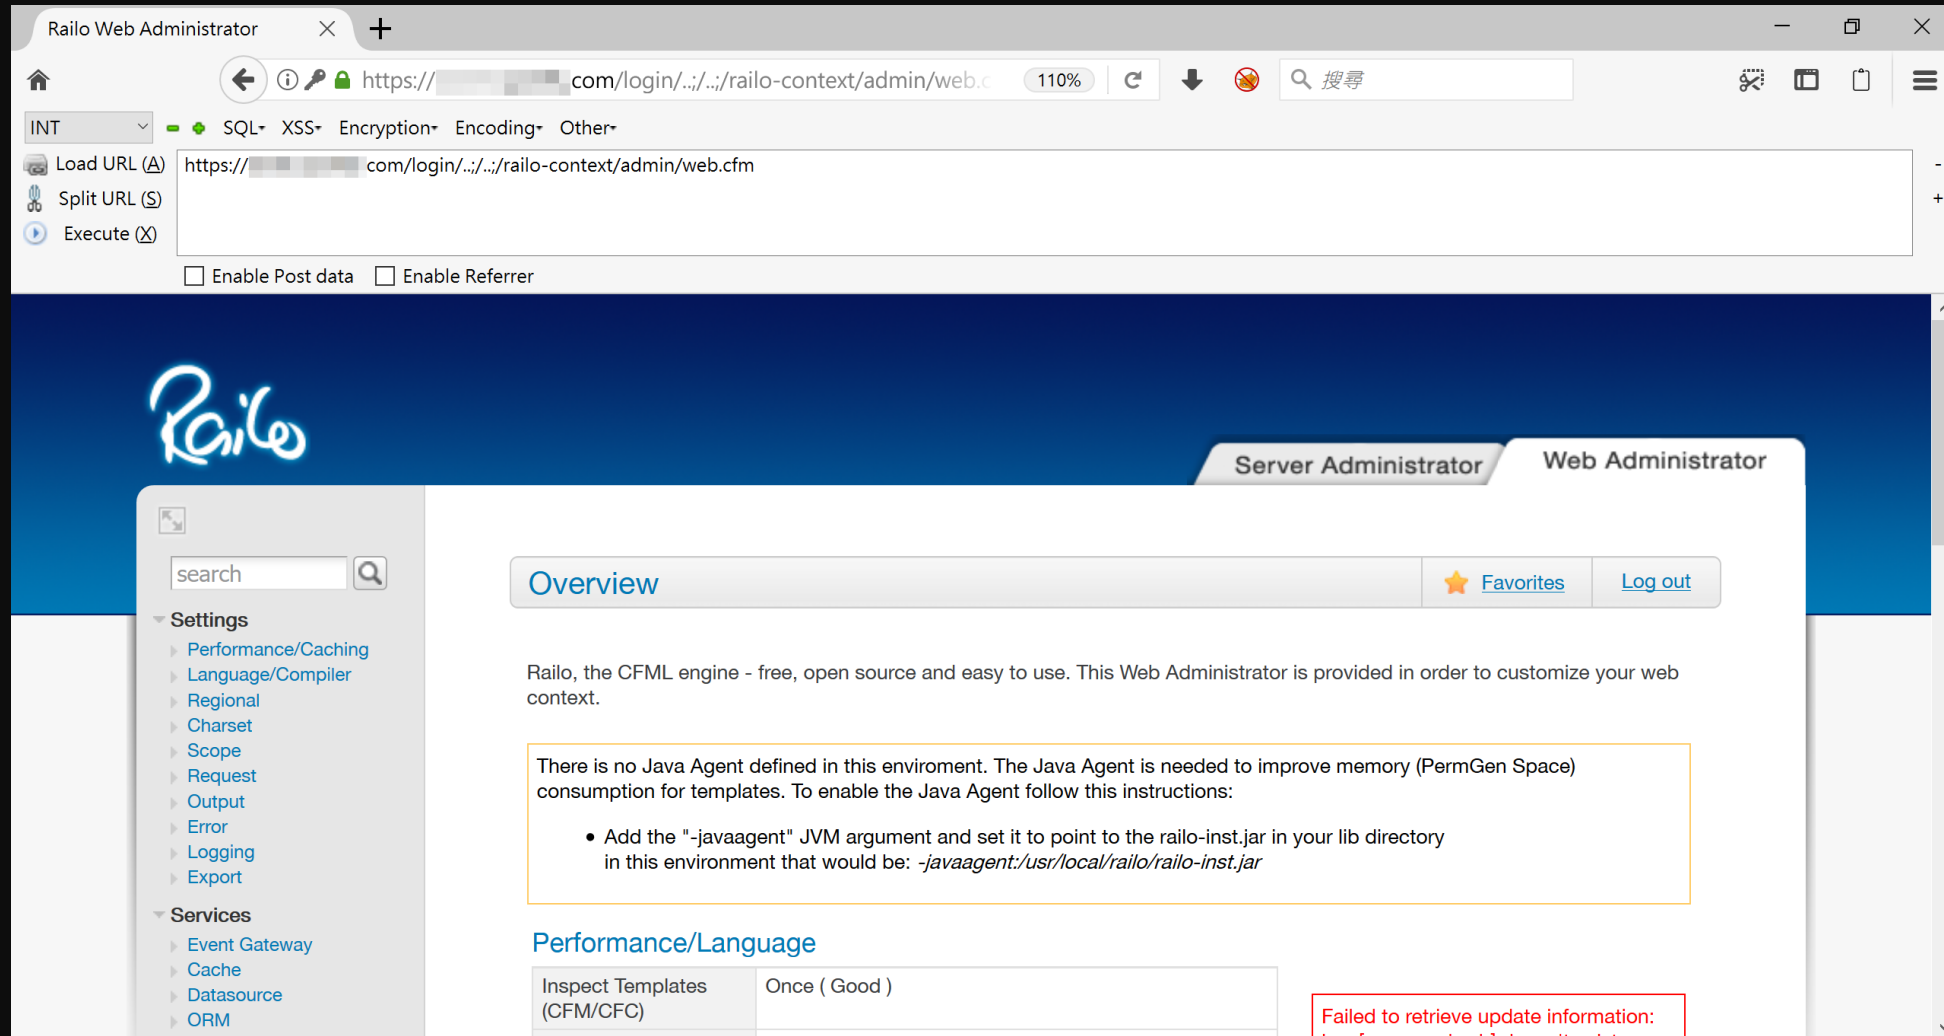 Railo Web Administrator
https:// com/login/..;/..;/railo-context/admin/web.c 110% 搜尋
INT SQL XSS Encryption Encoding Other
Load URL (A) https:// com/login/..;/..;/railo-context/admin/web.cfm -
Split URL (S) +
Execute (X)
Enable Post data Enable Referrer
Railo
Server Administrator Web Administrator
search
Overview Favorites Log out
Settings
Performance/Caching
Language/Compiler
Regional
Charset
Scope
Request
Output
Error
Logging
Export
Services
Event Gateway
Cache
Datasource
ORM
Railo, the CFML engine - free, open source and easy to use. This Web Administrator is provided in order to customize your web
context.
There is no Java Agent defined in this enviroment. The Java Agent is needed to improve memory (PermGen Space)
consumption for templates. To enable the Java Agent follow this instructions:
• Add the "-javaagent" JVM argument and set it to point to the railo-inst.jar in your lib directory
in this environment that would be: -javaagent:/usr/local/railo/railo-inst.jar
Performance/Language
Inspect Templates Once ( Good )
(CFM/CFC)
Failed to retrieve update information: